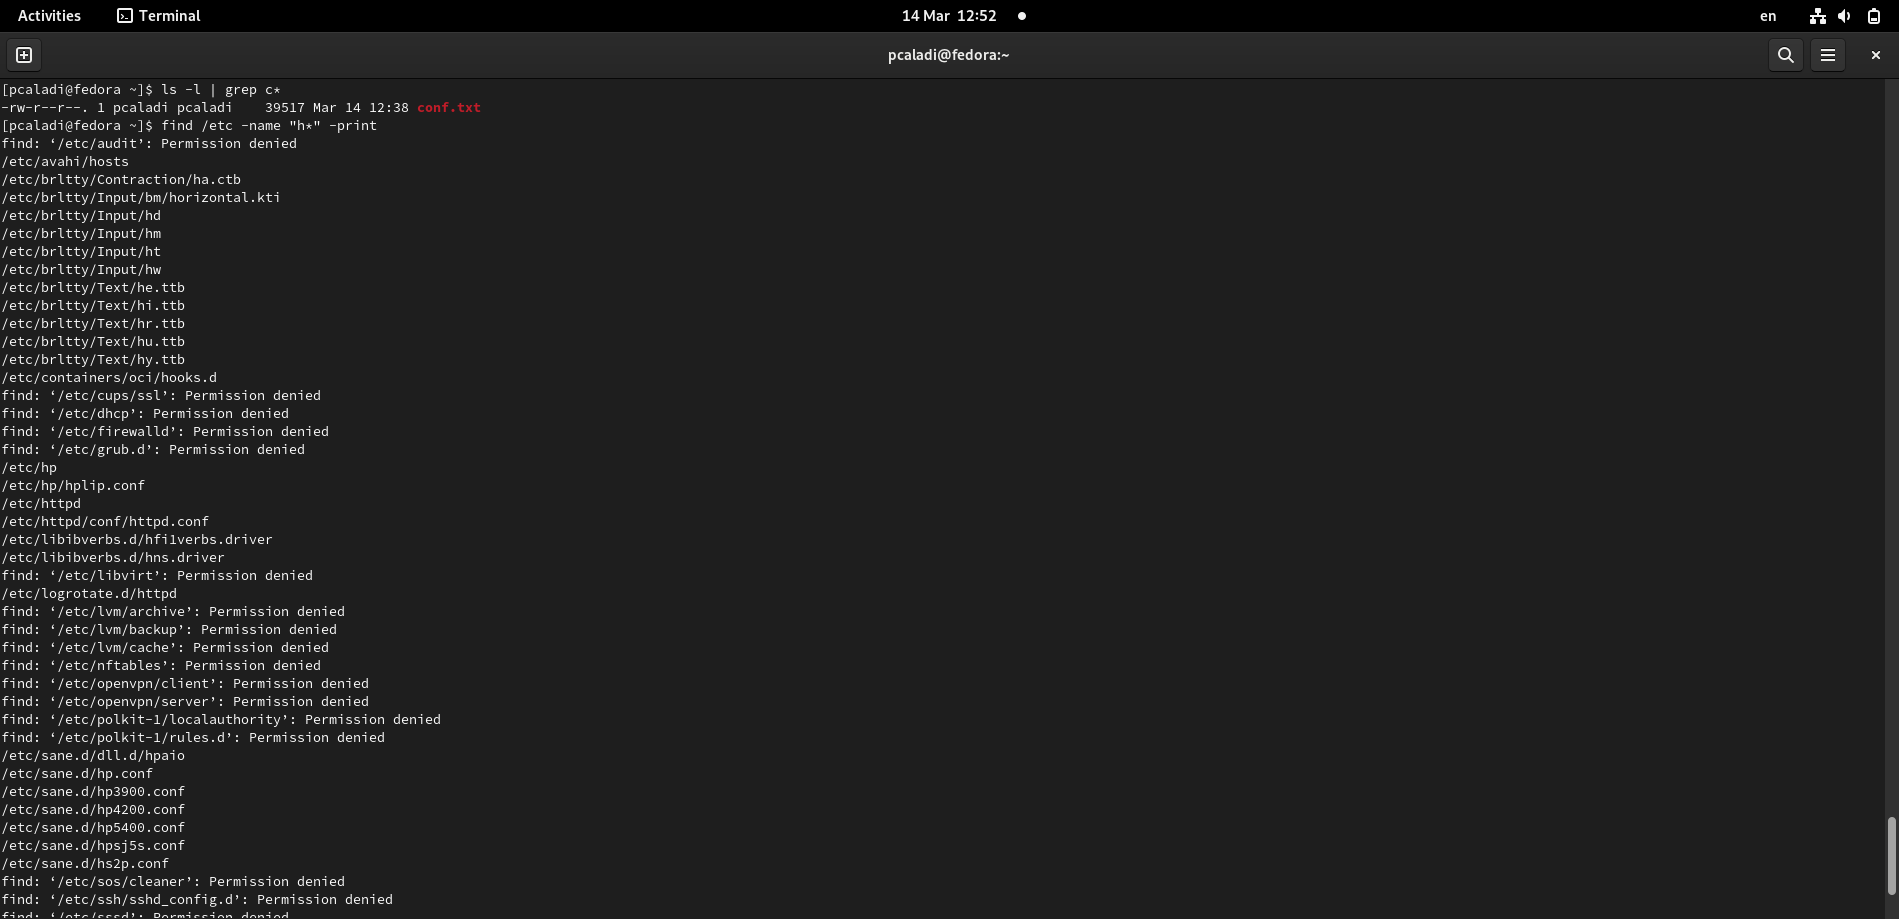 Activities
Terminal
14 Mar 12:52
en
pcaladi@fedora:~
[pcaladi@fedora ~]$ ls -l | grep c*
-rw-r--r--. 1 pcaladi pcaladi    39517 Mar 14 12:38 conf.txt
[pcaladi@fedora ~]$ find /etc -name "h*" -print
find: ‘/etc/audit’: Permission denied
/etc/avahi/hosts
/etc/brltty/Contraction/ha.ctb
/etc/brltty/Input/bm/horizontal.kti
/etc/brltty/Input/hd
/etc/brltty/Input/hm
/etc/brltty/Input/ht
/etc/brltty/Input/hw
/etc/brltty/Text/he.ttb
/etc/brltty/Text/hi.ttb
/etc/brltty/Text/hr.ttb
/etc/brltty/Text/hu.ttb
/etc/brltty/Text/hy.ttb
/etc/containers/oci/hooks.d
find: ‘/etc/cups/ssl’: Permission denied
find: ‘/etc/dhcp’: Permission denied
find: ‘/etc/firewalld’: Permission denied
find: ‘/etc/grub.d’: Permission denied
/etc/hp
/etc/hp/hplip.conf
/etc/httpd
/etc/httpd/conf/httpd.conf
/etc/libibverbs.d/hfi1verbs.driver
/etc/libibverbs.d/hns.driver
find: ‘/etc/libvirt’: Permission denied
/etc/logrotate.d/httpd
find: ‘/etc/lvm/archive’: Permission denied
find: ‘/etc/lvm/backup’: Permission denied
find: ‘/etc/lvm/cache’: Permission denied
find: ‘/etc/nftables’: Permission denied
find: ‘/etc/openvpn/client’: Permission denied
find: ‘/etc/openvpn/server’: Permission denied
find: ‘/etc/polkit-1/localauthority’: Permission denied
find: ‘/etc/polkit-1/rules.d’: Permission denied
/etc/sane.d/dll.d/hpaio
/etc/sane.d/hp.conf
/etc/sane.d/hp3900.conf
/etc/sane.d/hp4200.conf
/etc/sane.d/hp5400.conf
/etc/sane.d/hpsj5s.conf
/etc/sane.d/hs2p.conf
find: ‘/etc/sos/cleaner’: Permission denied
find: ‘/etc/ssh/sshd_config.d’: Permission denied
find: ‘/etc/sssd’: Permission denied